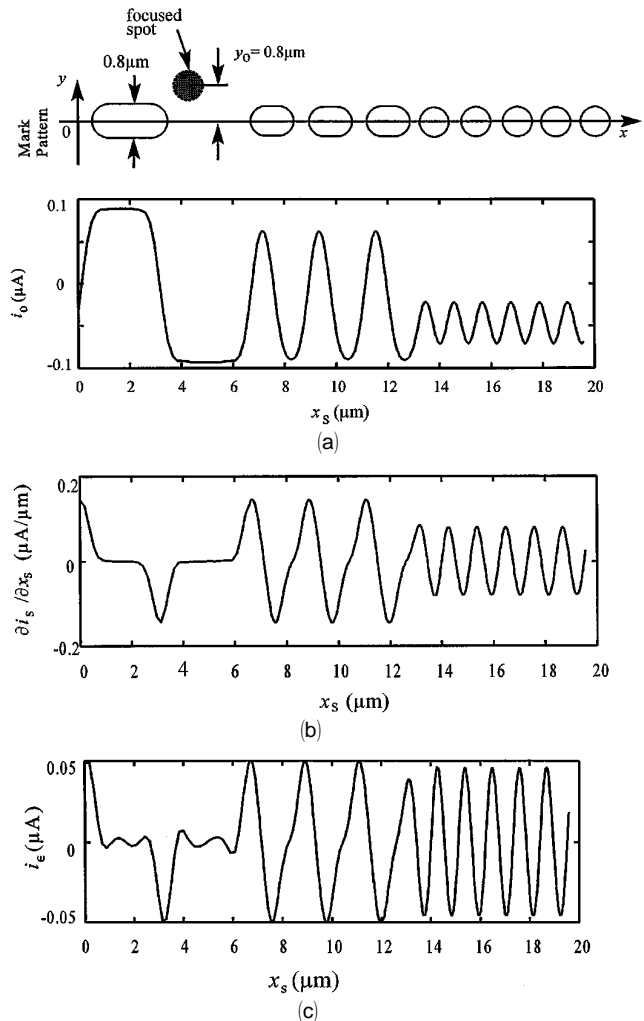 focused
spot
y₀= 0.8µm
0.8µm
y
Mark
Pattern
0
x
0.1
0
-0.1
i₀ (µA)
0 2 4 6 8 10 12 14 16 18 20
xₛ (µm)
(a)
0.2
0
-0.2
∂iₛ /∂xₛ (µA/µm)
0 2 4 6 8 10 12 14 16 18 20
xₛ (µm)
(b)
0.05
0
-0.05
i_ϵ (µA)
0 2 4 6 8 10 12 14 16 18 20
xₛ (µm)
(c)